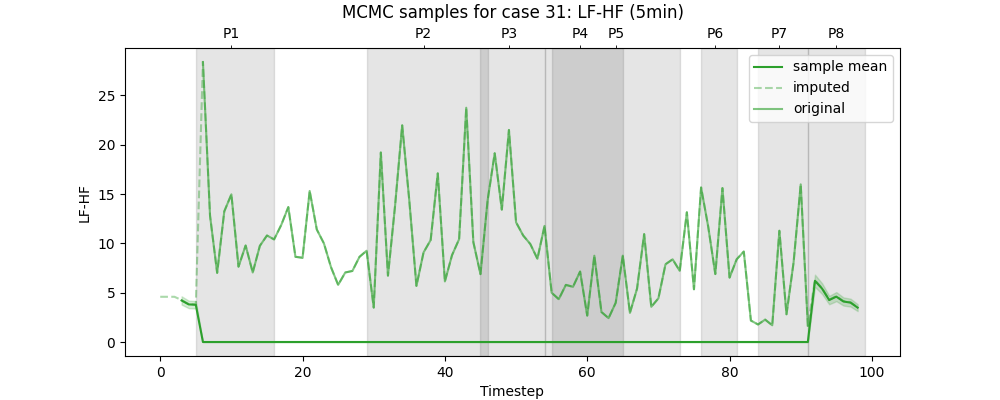 MCMC samples for case 31: LF-HF (5min)
P1 P2 P3 P4 P5 P6 P7 P8
sample mean
imputed
original
LF-HF
25
20
15
10
5
0
0 20 40 60 80 100
Timestep